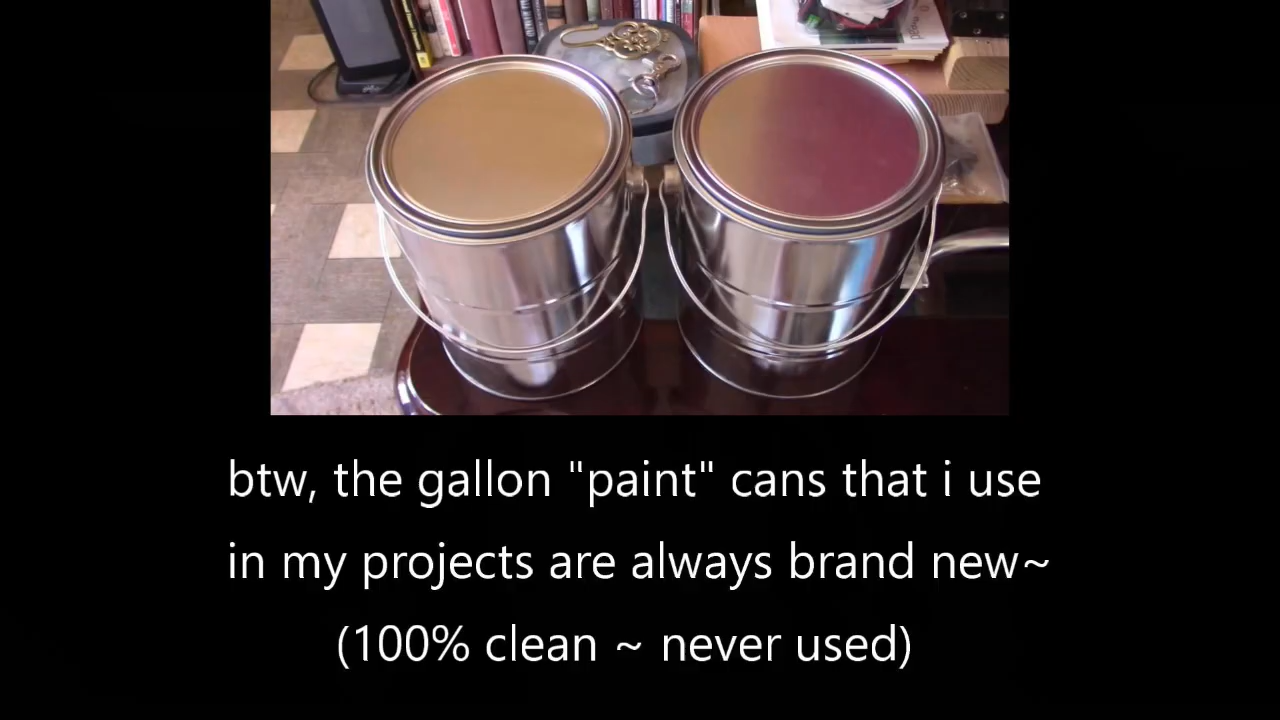 btw, the gallon "paint" cans that i use
in my projects are always brand new~
(100% clean ~ never used)